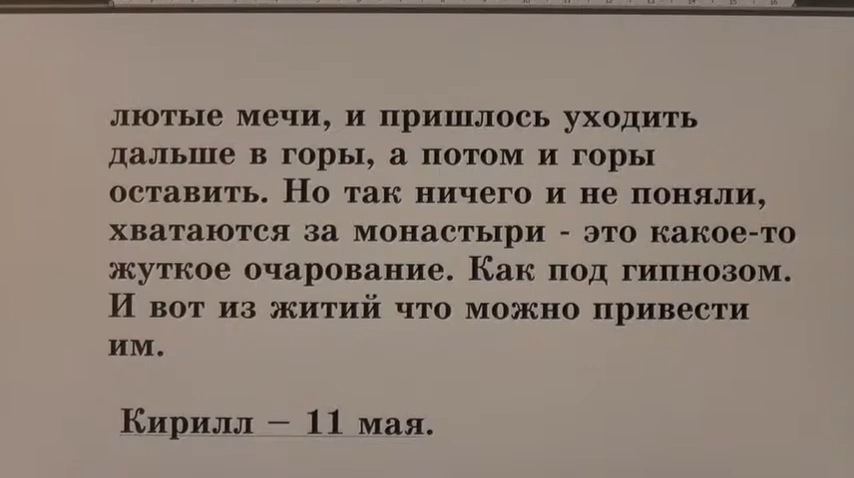 лютые мечи, и пришлось уходить
дальше в горы, а потом и горы
оставить. Но так ничего и не поняли,
хватаются за монастыри - это какое-то
жуткое очарование. Как под гипнозом.
И вот из житий что можно привести
им.
Кирилл – 11 мая.